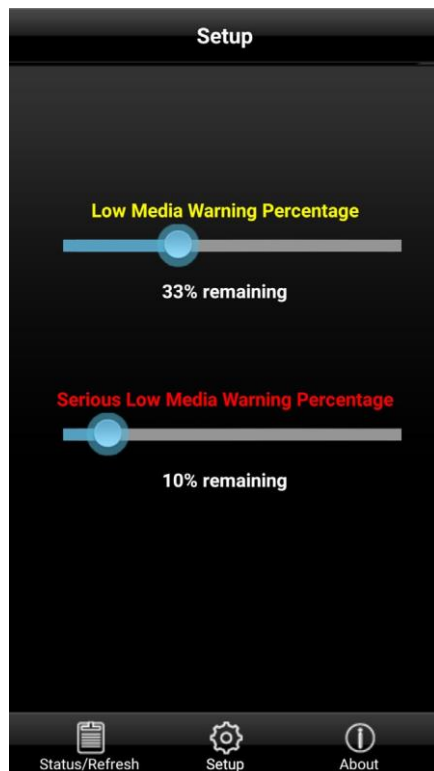 Setup
Low Media Warning Percentage
33% remaining
Serious Low Media Warning Percentage
10% remaining
Status/Refresh
Setup
About